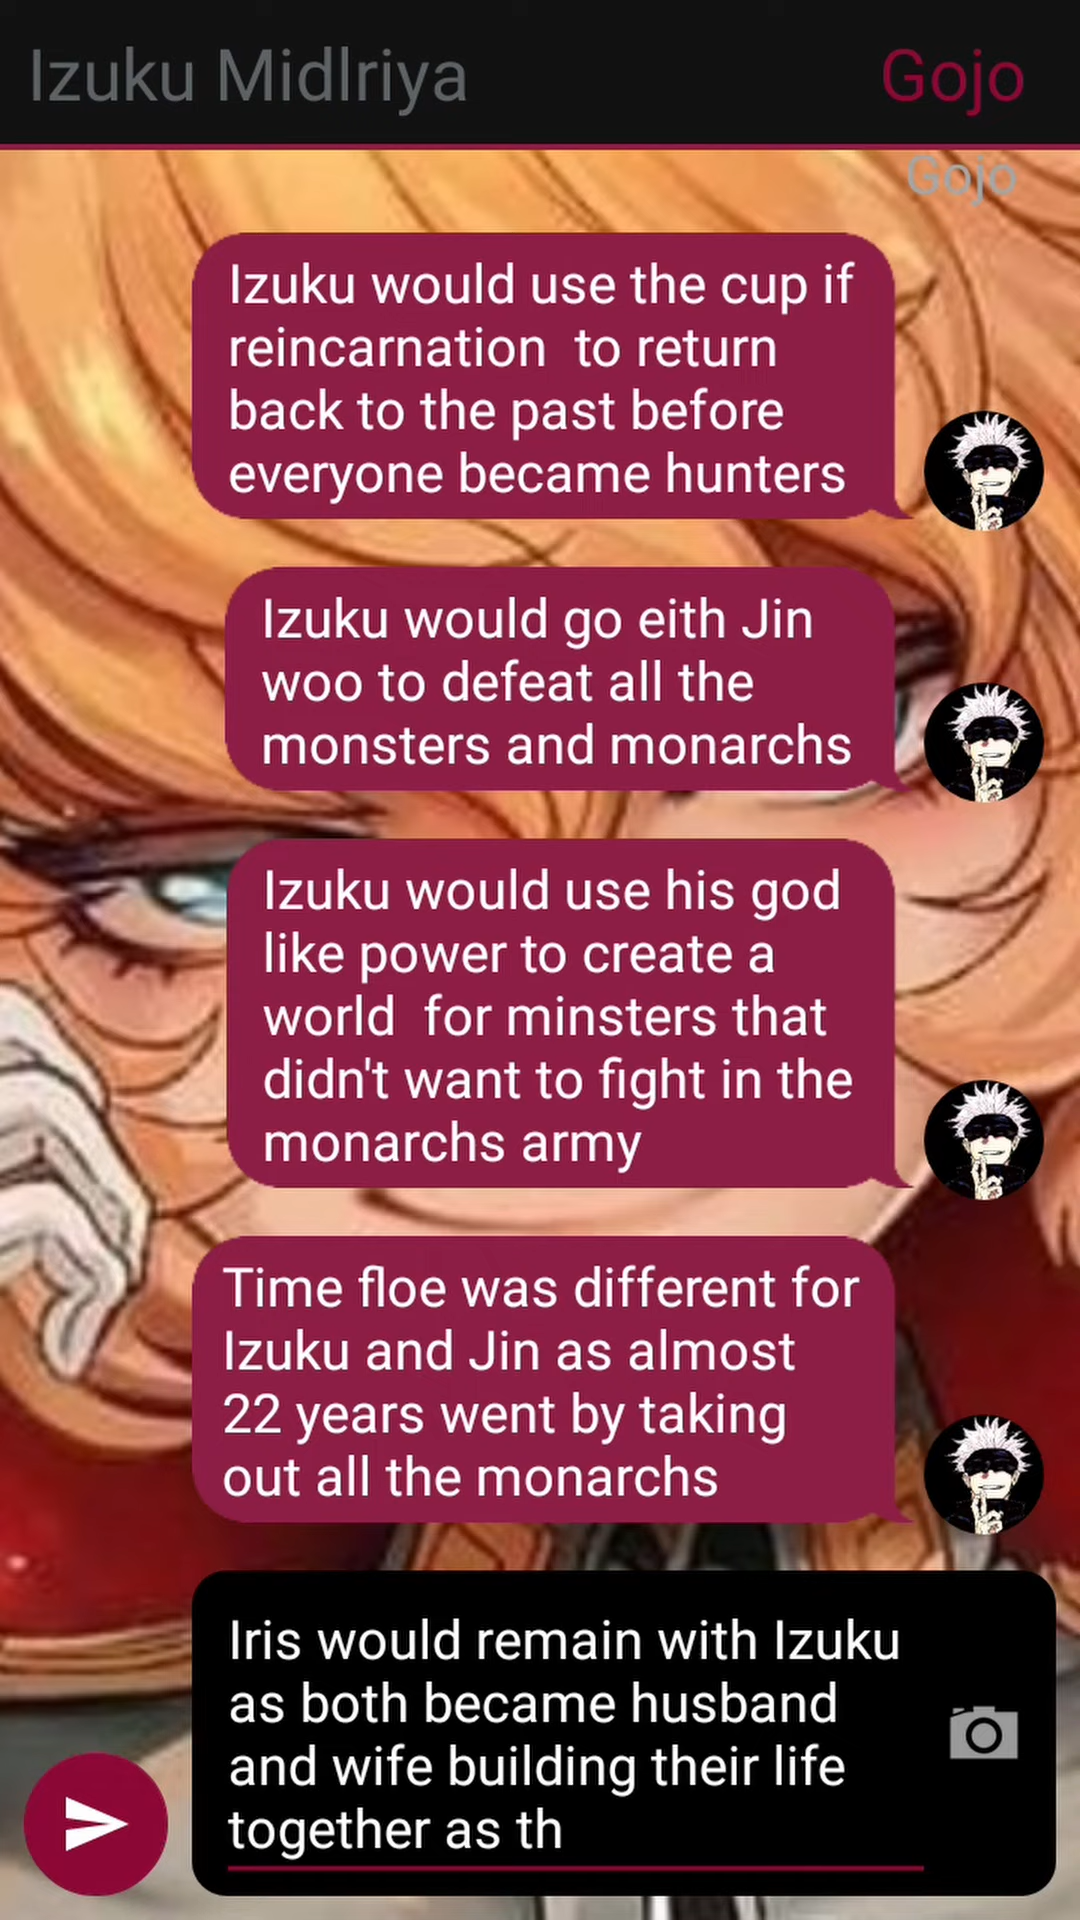 Izuku Midlriya
Gojo
Gojo
Izuku would use the cup if
reincarnation  to return
back to the past before
everyone became hunters
Izuku would go eith Jin
woo to defeat all the
monsters and monarchs
Izuku would use his god
like power to create a
world  for minsters that
didn't want to fight in the
monarchs army
Time floe was different for
Izuku and Jin as almost
22 years went by taking
out all the monarchs
Iris would remain with Izuku
as both became husband
and wife building their life
together as th